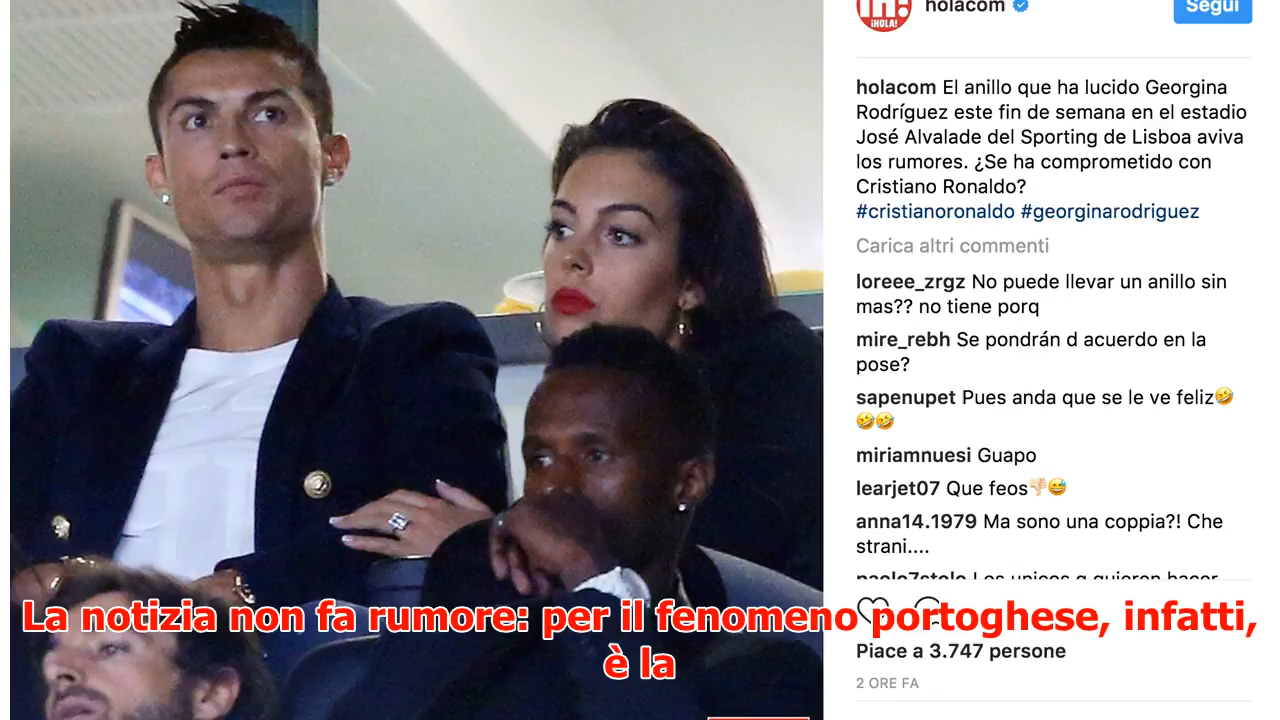 ¡HOLA!
holacom
Segui
holacom El anillo que ha lucido Georgina
Rodríguez este fin de semana en el estadio
José Alvalade del Sporting de Lisboa aviva
los rumores. ¿Se ha comprometido con
Cristiano Ronaldo?
#cristianoronaldo #georginarodriguez
Carica altri commenti
loreee_zrgz No puede llevar un anillo sin
mas?? no tiene porq
mire_rebh Se pondrán d acuerdo en la
pose?
sapenupet Pues anda que se le ve feliz🤣
🤣🤣
miriamnuesi Guapo
learjet07 Que feos👎🏻😅
anna14.1979 Ma sono una coppia?! Che
strani....
La notizia non fa rumore: per il fenomeno portoghese, infatti,
è la
Piace a 3.747 persone
2 ORE FA